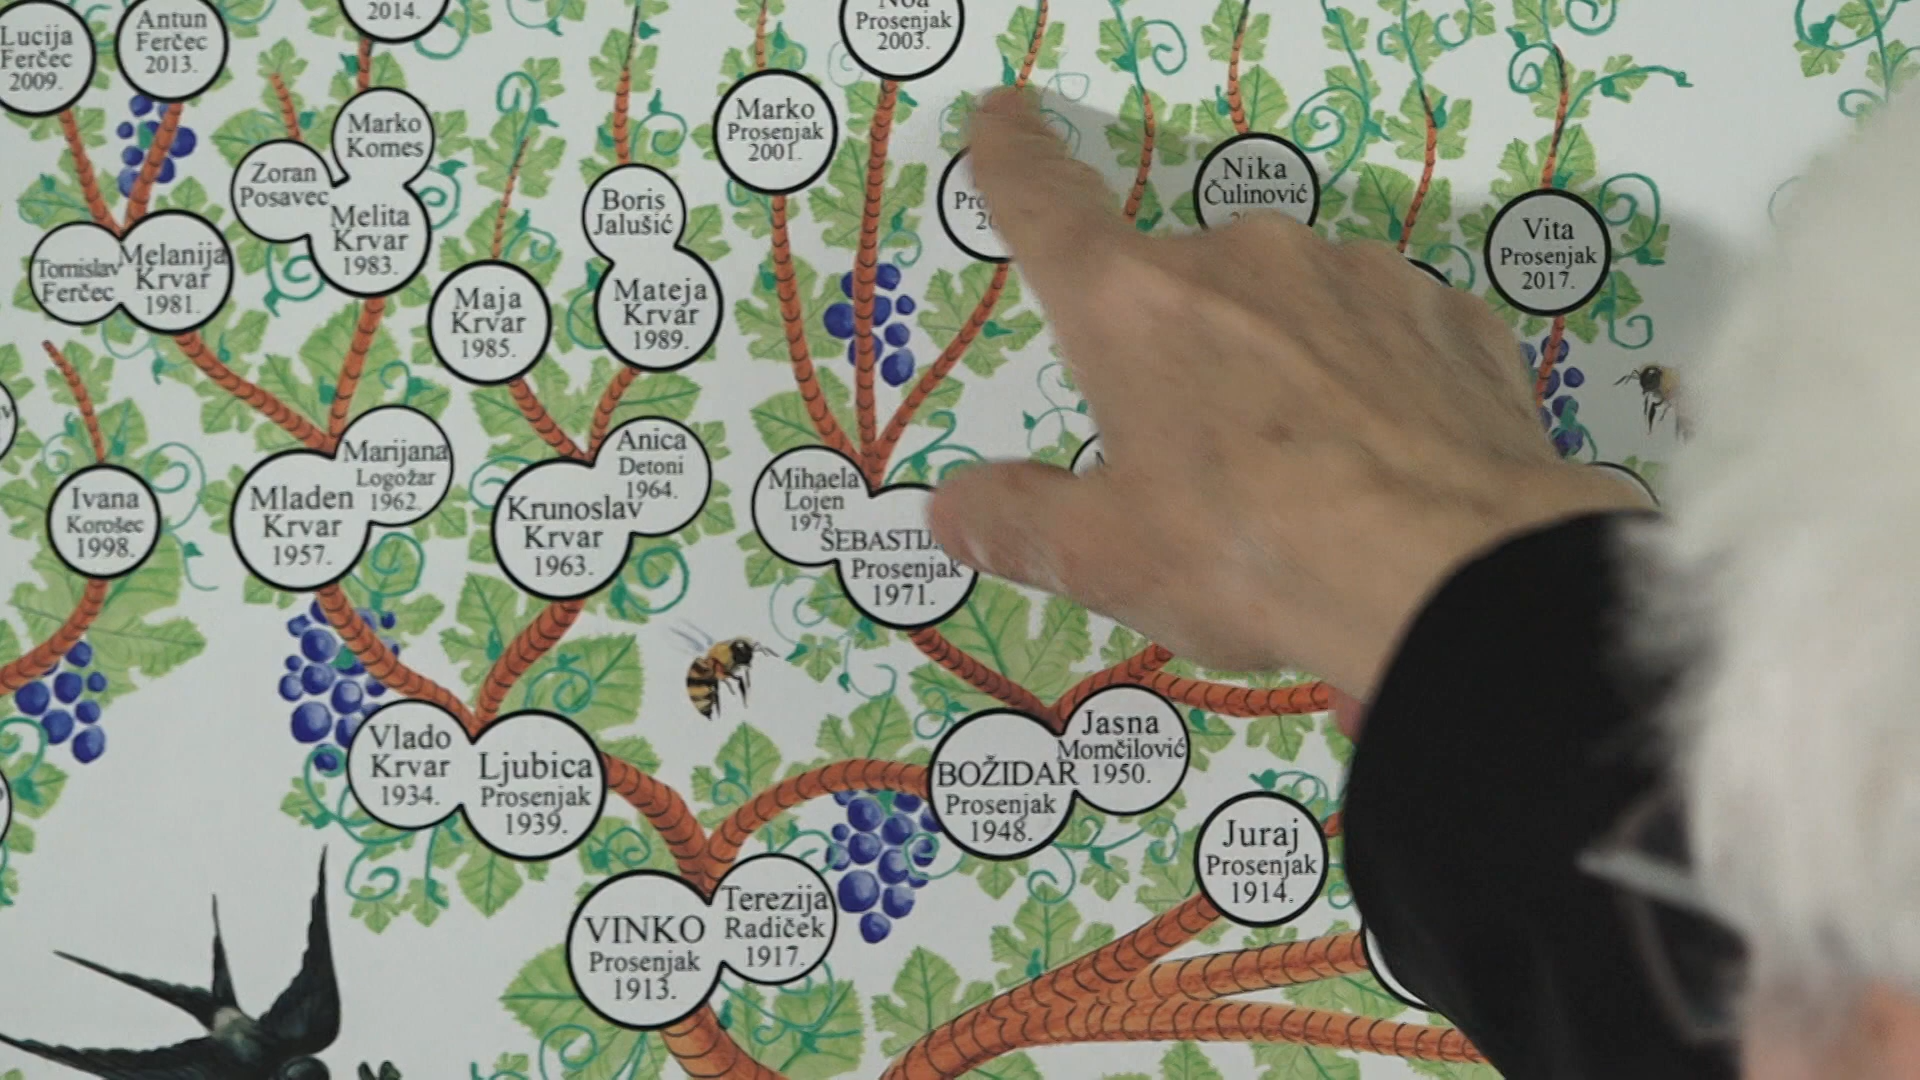 Lucija
Ferčec
2009.
Antun
Ferčec
2013.
2014.
Prosenjak
2003.
Marko
Komes
Zoran
Posavec
Melita
Krvar
1983.
Marko
Prosenjak
2001.
Nika
Čulinović
Boris
Jalušić
Mateja
Krvar
1989.
Vita
Prosenjak
2017.
Tomislav
Ferčec
Melanija
Krvar
1981.
Maja
Krvar
1985.
Ivana
Korošec
1998.
Mladen
Krvar
1957.
Marijana
Logožar
1962.
Krunoslav
Krvar
1963.
Anica
Detoni
1964.
Mihaela
Lojen
1973.
Prosenjak
1971.
Vlado
Krvar
1934.
Ljubica
Prosenjak
1939.
BOŽIDAR
Prosenjak
1948.
Jasna
Momčilović
1950.
Juraj
Prosenjak
1914.
VINKO
Prosenjak
1913.
Terezija
Radiček
1917.